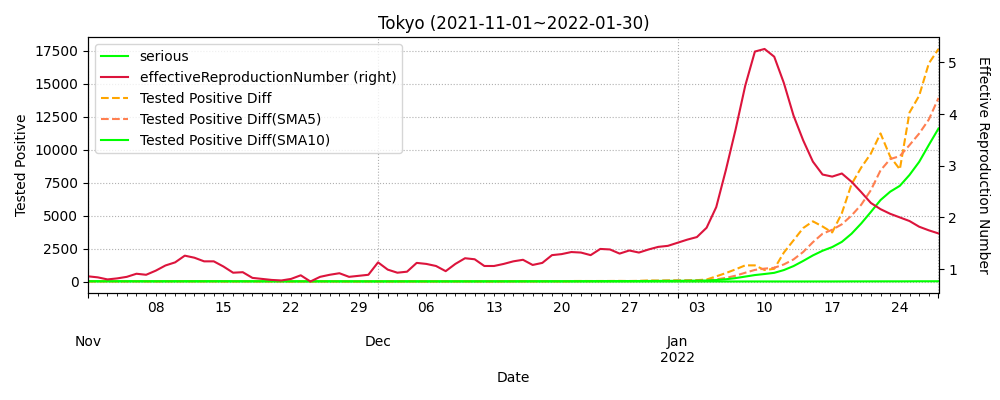 Tokyo (2021-11-01~2022-01-30)
serious
effectiveReproductionNumber (right)
Tested Positive Diff
Tested Positive Diff(SMA5)
Tested Positive Diff(SMA10)
Tested Positive
17500
15000
12500
10000
7500
5000
2500
0
5
4
3
2
1
Effective Reproduction Number
08 15 22 29 06 13 20 27 03 10 17 24
Nov Dec Jan
2022
Date